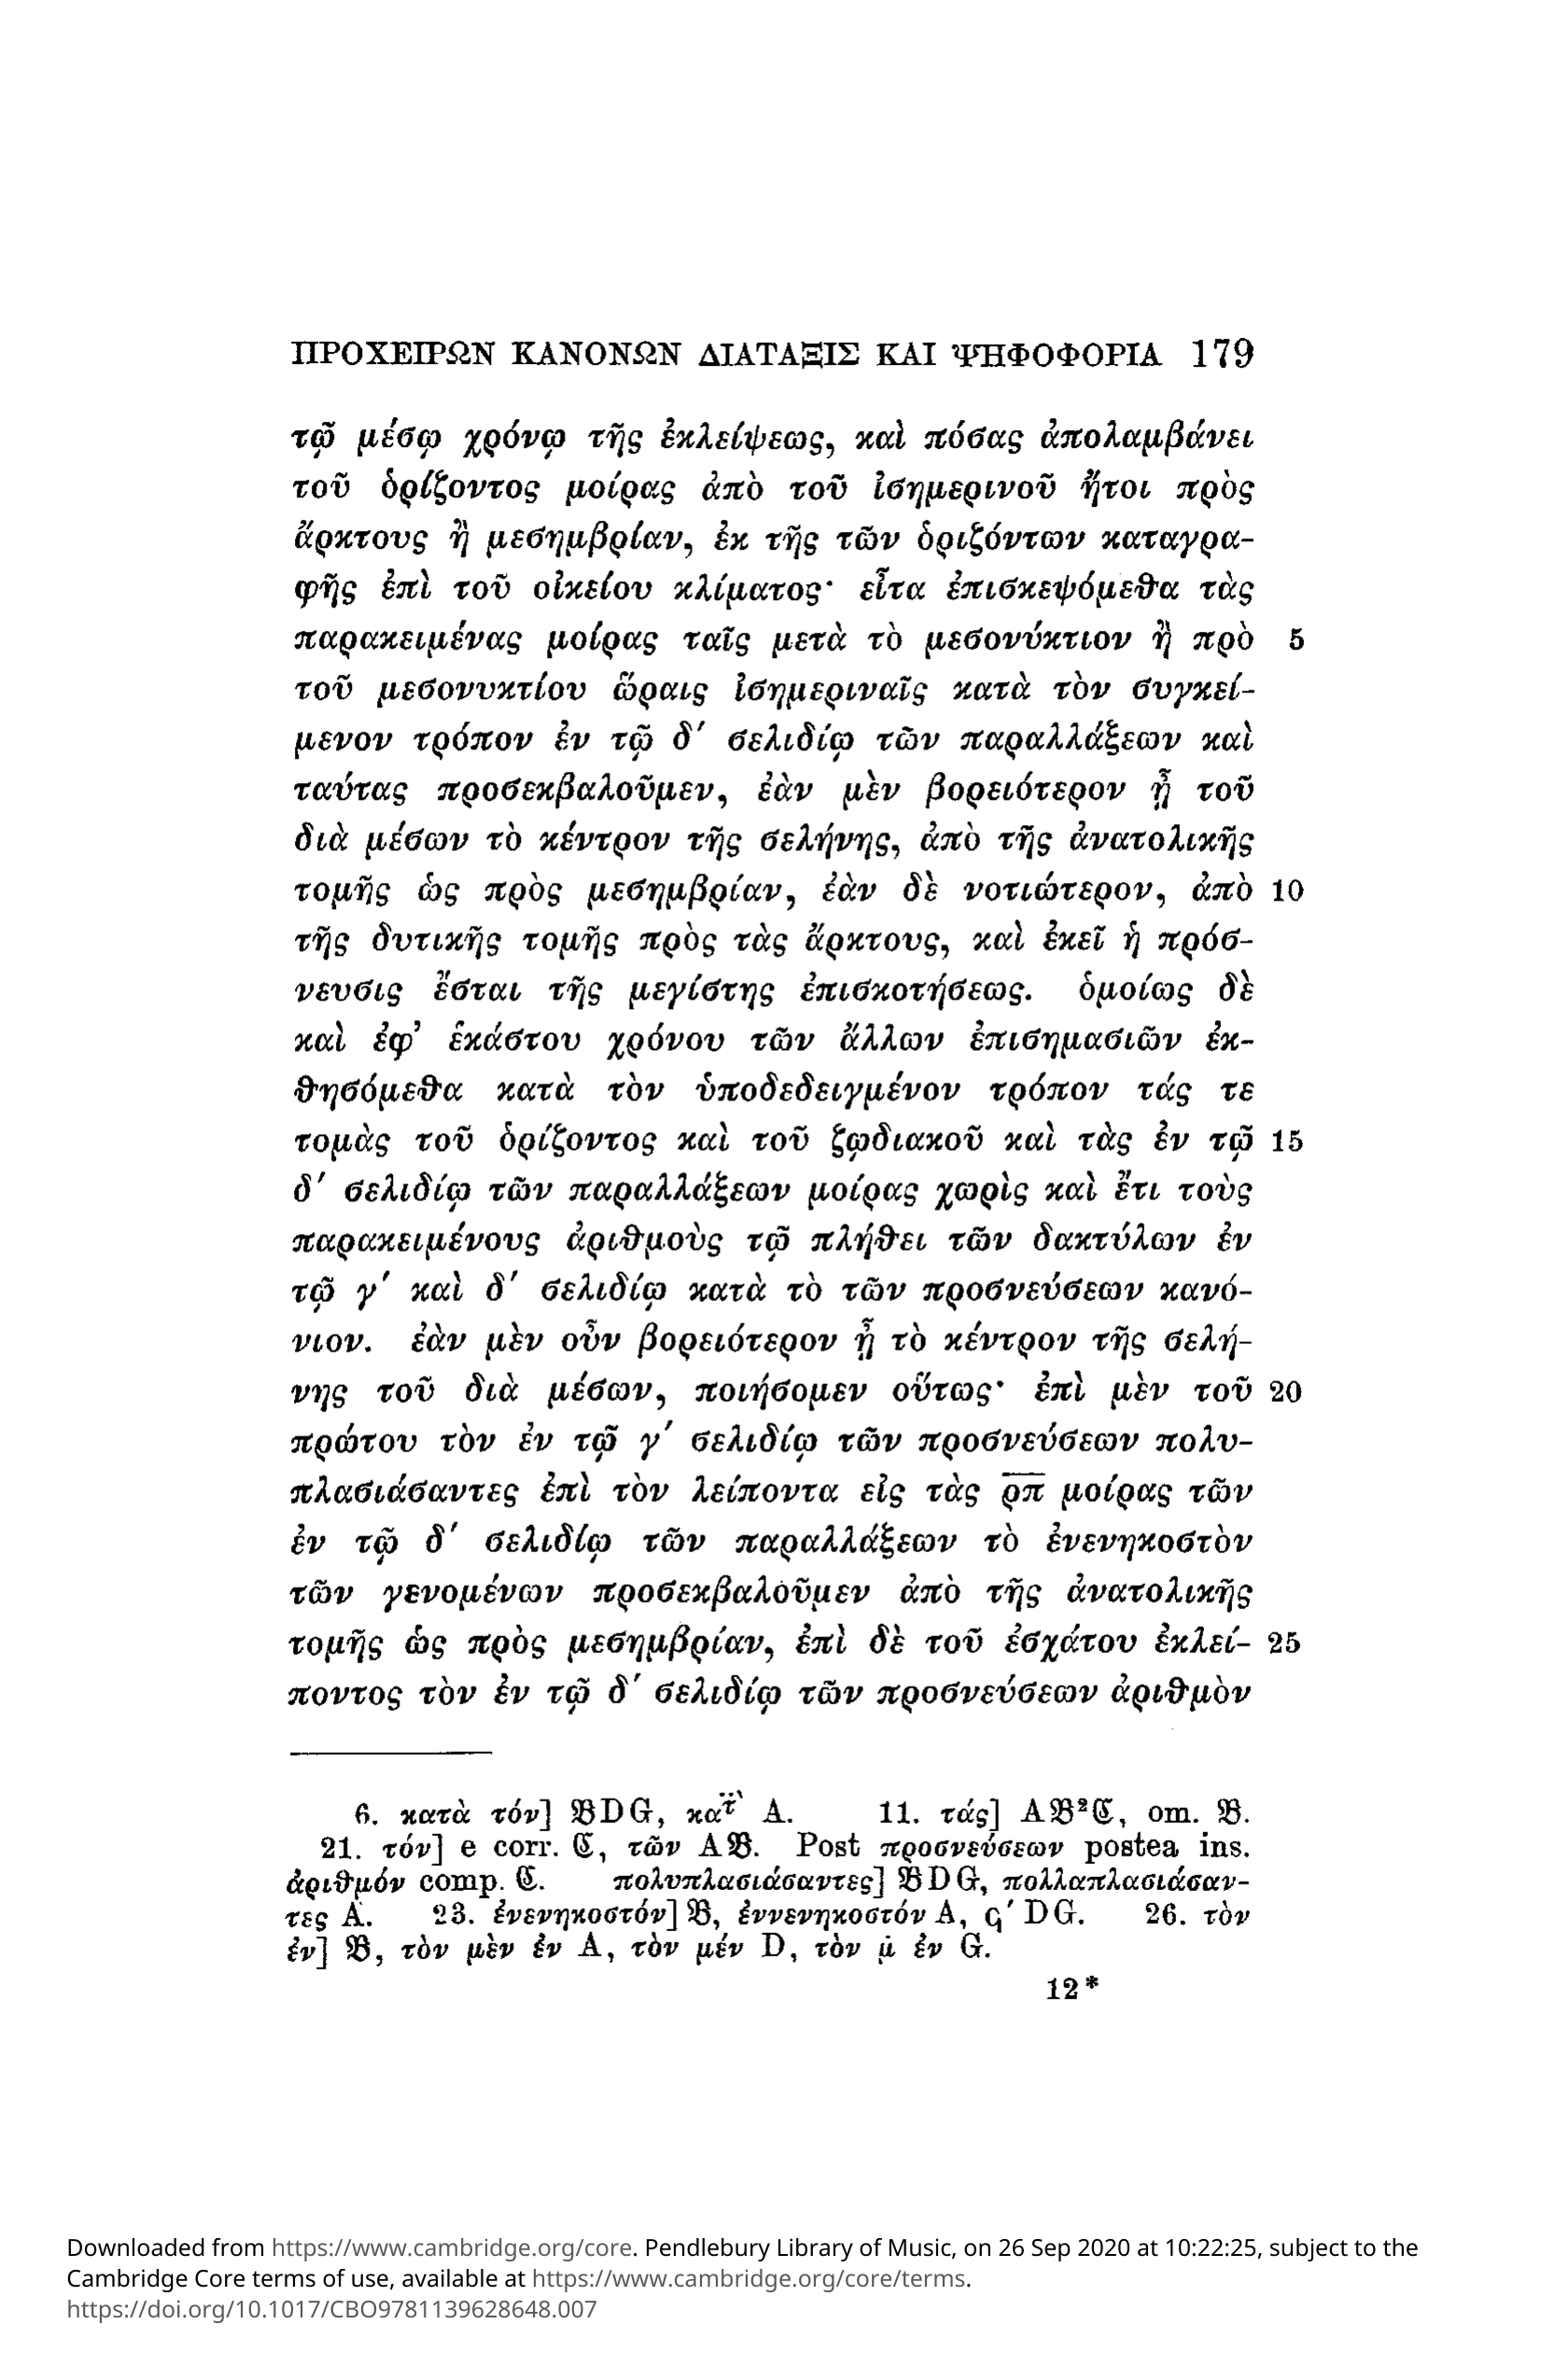 ΠΡΟΧΕΙΡΩΝ ΚΑΝΟΝΩΝ ΔΙΑΤΑΞΙΣ ΚΑΙ ΨΗΦΟΦΟΡΙΑ 179
τῷ μέσῳ χρόνῳ τῆς ἐκλείψεως, καὶ πόσας ἀπολαμβάνει
τοῦ ὁρίζοντος μοίρας ἀπὸ τοῦ ἰσημερινοῦ ἤτοι πρὸς
ἄρκτους ἢ μεσημβρίαν, ἐκ τῆς τῶν ὁριζόντων καταγρα-
φῆς ἐπὶ τοῦ οἰκείου κλίματος· εἶτα ἐπισκεψόμεθα τὰς
παρακειμένας μοίρας ταῖς μετὰ τὸ μεσονύκτιον ἢ πρὸ 5
τοῦ μεσονυκτίου ὥραις ἰσημεριναῖς κατὰ τὸν συγκεί-
μενον τρόπον ἐν τῷ δ′ σελιδίῳ τῶν παραλλάξεων καὶ
ταύτας προσεκβαλοῦμεν, ἐὰν μὲν βορειότερον ᾖ τοῦ
διὰ μέσων τὸ κέντρον τῆς σελήνης, ἀπὸ τῆς ἀνατολικῆς
τομῆς ὡς πρὸς μεσημβρίαν, ἐὰν δὲ νοτιώτερον, ἀπὸ 10
τῆς δυτικῆς τομῆς πρὸς τὰς ἄρκτους, καὶ ἐκεῖ ἡ πρόσ-
νευσις ἔσται τῆς μεγίστης ἐπισκοτήσεως. ὁμοίως δὲ
καὶ ἐφ’ ἑκάστου χρόνου τῶν ἄλλων ἐπισημασιῶν ἐκ-
θησόμεθα κατὰ τὸν ὑποδεδειγμένον τρόπον τάς τε
τομὰς τοῦ ὁρίζοντος καὶ τοῦ ζῳδιακοῦ καὶ τὰς ἐν τῷ 15
δ′ σελιδίῳ τῶν παραλλάξεων μοίρας χωρὶς καὶ ἔτι τοὺς
παρακειμένους ἀριθμοὺς τῷ πλήθει τῶν δακτύλων ἐν
τῷ γ′ καὶ δ′ σελιδίῳ κατὰ τὸ τῶν προσνεύσεων κανό-
νιον. ἐὰν μὲν οὖν βορειότερον ᾖ τὸ κέντρον τῆς σελή-
νης τοῦ διὰ μέσων, ποιήσομεν οὕτως· ἐπὶ μὲν τοῦ 20
πρώτου τὸν ἐν τῷ γ′ σελιδίῳ τῶν προσνεύσεων πολυ-
πλασιάσαντες ἐπὶ τὸν λείποντα εἰς τὰς ρ̅π̅ μοίρας τῶν
ἐν τῷ δ′ σελιδίῳ τῶν παραλλάξεων τὸ ἐνενηκοστὸν
τῶν γενομένων προσεκβαλοῦμεν ἀπὸ τῆς ἀνατολικῆς
τομῆς ὡς πρὸς μεσημβρίαν, ἐπὶ δὲ τοῦ ἐσχάτου ἐκλεί- 25
ποντος τὸν ἐν τῷ δ′ σελιδίῳ τῶν προσνεύσεων ἀριθμὸν
6. κατὰ τόν] 𝔅DG, κατ̈̀ A. 11. τάς] A𝔅²ℭ, om. 𝔅.
21. τόν] e corr. ℭ, τῶν A𝔅. Post προσνεύσεων postea ins.
ἀριθμόν comp. ℭ. πολυπλασιάσαντες] 𝔅DG, πολλαπλασιάσαν-
τες A. 23. ἐνενηκοστόν] 𝔅, ἐννενηκοστόν A, ϟ′ DG. 26. τὸν
ἐν] 𝔅, τὸν μὲν ἐν A, τὸν μέν D, τὸν μ̇ ἐν G.
12*
Downloaded from https://www.cambridge.org/core. Pendlebury Library of Music, on 26 Sep 2020 at 10:22:25, subject to the
Cambridge Core terms of use, available at https://www.cambridge.org/core/terms.
https://doi.org/10.1017/CBO9781139628648.007